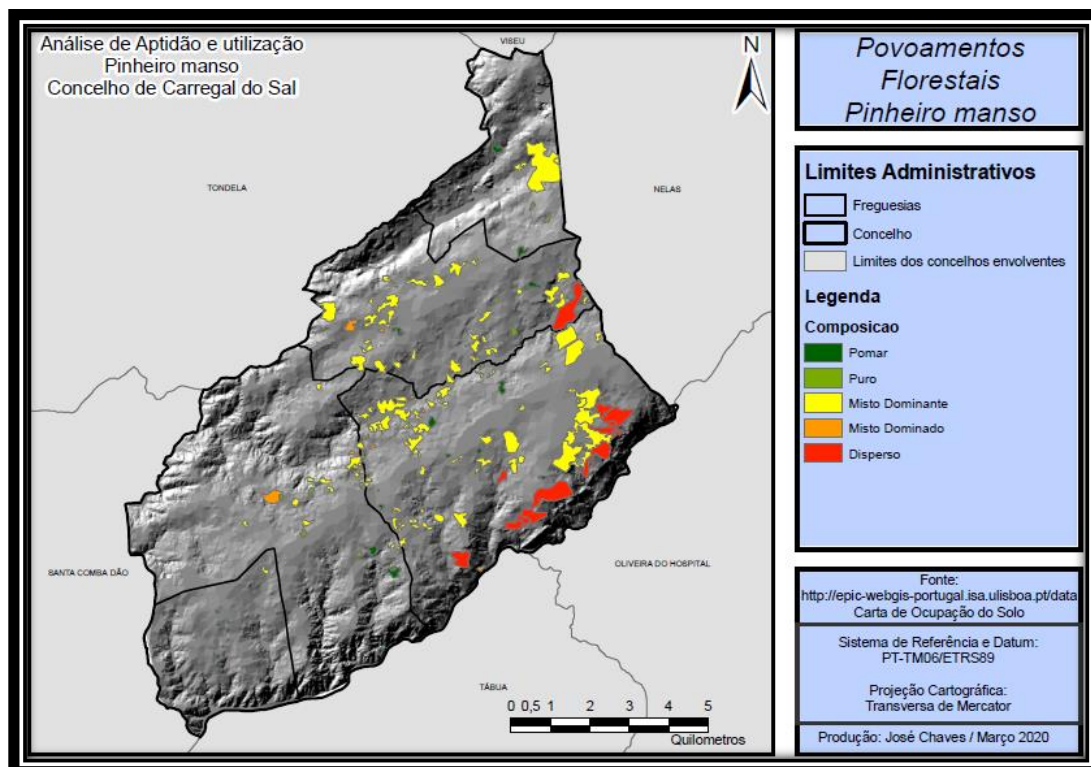 Análise de Aptidão e utilização
Pinheiro manso
Concelho de Carregal do Sal
VISEU
N
TONDELA
NELAS
SANTA COMBA DÃO
OLIVEIRA DO HOSPITAL
TÁBUA
0 0,5 1 2 3 4 5
Quilometros
Povoamentos
Florestais
Pinheiro manso
Limites Administrativos
Freguesias
Concelho
Limites dos concelhos envolventes
Legenda
Composicao
Pomar
Puro
Misto Dominante
Misto Dominado
Disperso
Fonte:
http://epic-webgis-portugal.isa.ulisboa.pt/data
Carta de Ocupação do Solo
Sistema de Referência e Datum:
PT-TM06/ETRS89
Projeção Cartográfica:
Transversa de Mercator
Produção: José Chaves / Março 2020